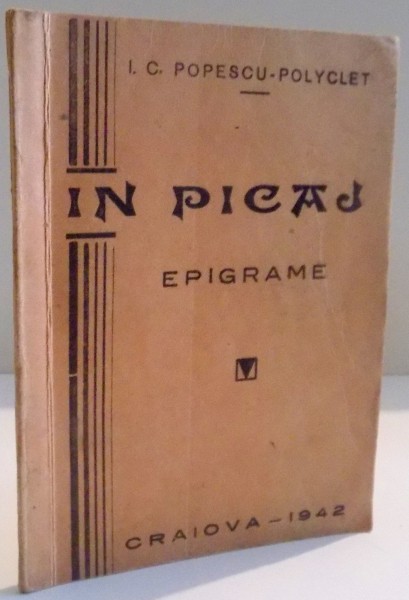 I. C. POPESCU-POLYCLET
IN PICAJ
EPIGRAME
CRAIOVA — 1942